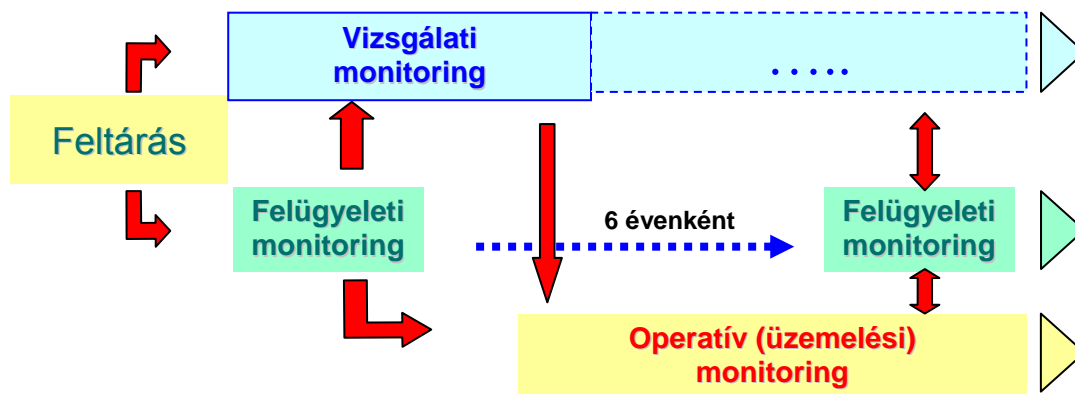 Vizsgálati
monitoring
. . . . .
Feltárás
Felügyeleti
monitoring
6 évenként
Felügyeleti
monitoring
Operatív (üzemelési)
monitoring